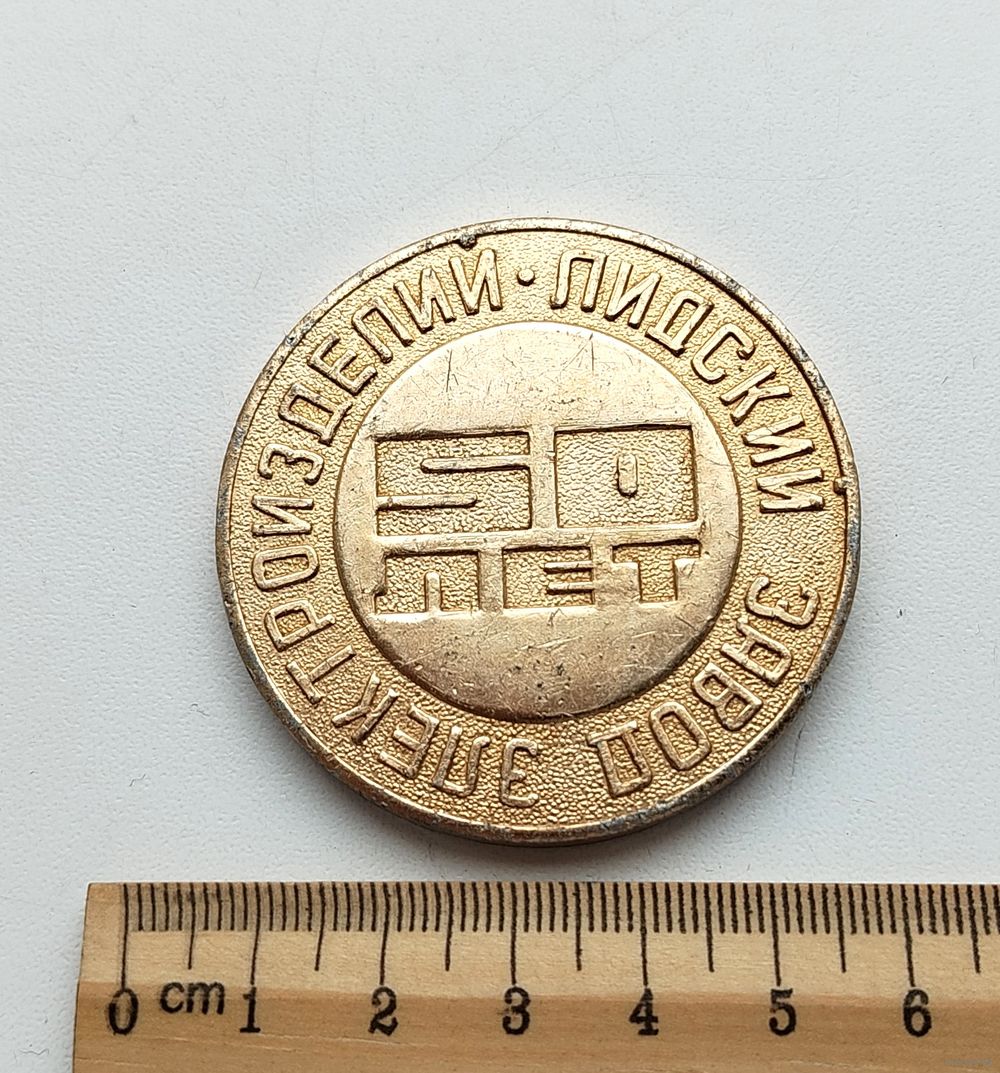 ЛИДСКИЙ ЗАВОД ЭЛЕКТРОИЗДЕЛИЙ ·
50
ЛЕТ
0 cm 1 2 3 4 5 6